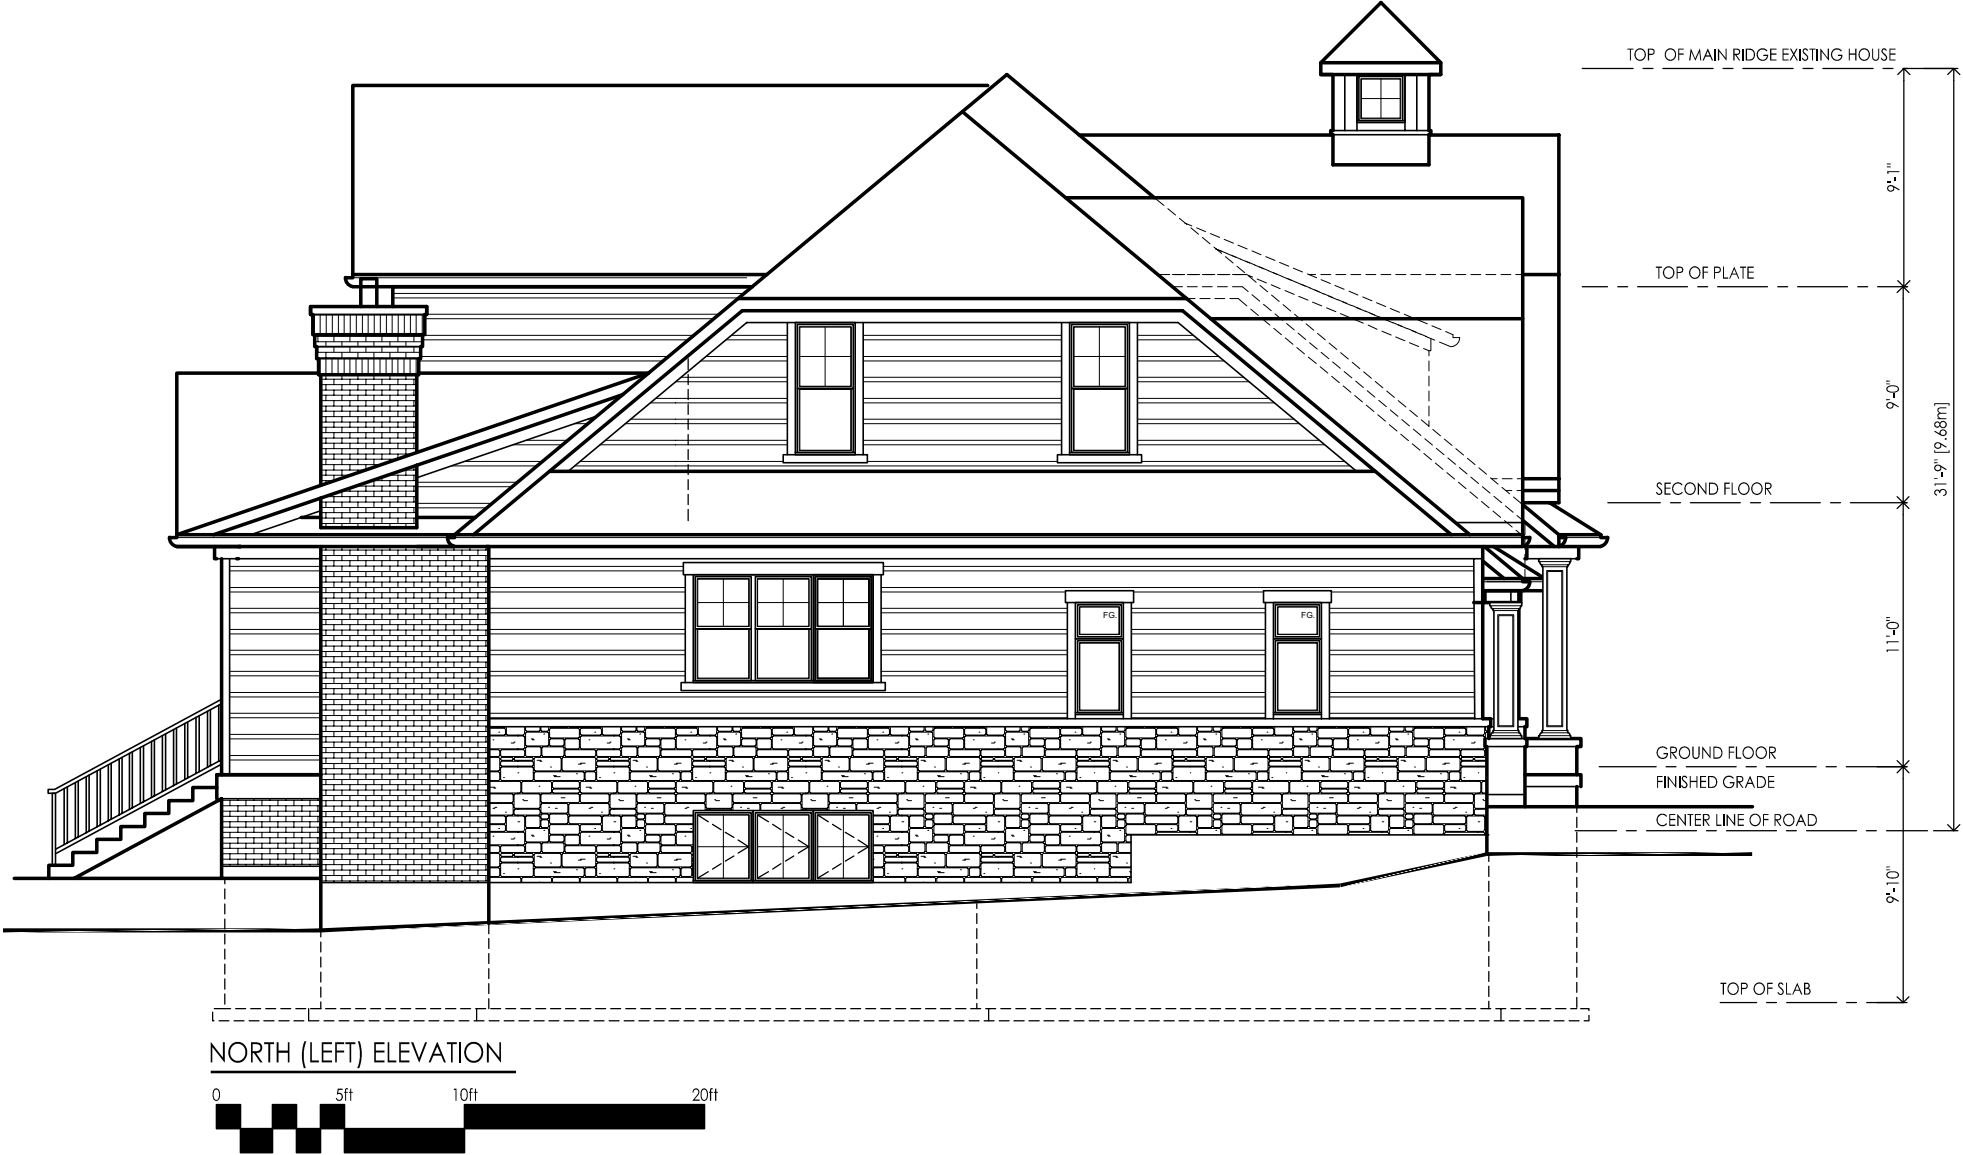 TOP OF MAIN RIDGE EXISTING HOUSE
9'-1"
TOP OF PLATE
9'-0"
31'-9" [9.68m]
SECOND FLOOR
FG.
FG.
11'-0"
GROUND FLOOR
FINISHED GRADE
CENTER LINE OF ROAD
9'-10"
TOP OF SLAB
NORTH (LEFT) ELEVATION
0 5ft 10ft 20ft